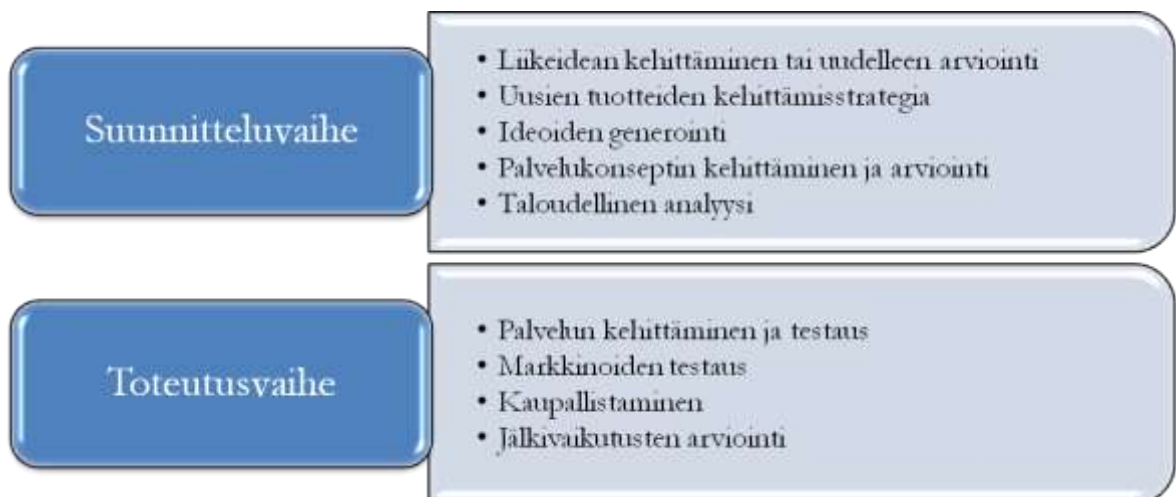 Suunnitteluvaihe
• Liikeidean kehittäminen tai uudelleen arviointi
• Uusien tuotteiden kehittämisstrategia
• Ideoiden generointi
• Palvelukonseptin kehittäminen ja arviointi
• Taloudellinen analyysi
Toteutusvaihe
• Palvelun kehittäminen ja testaus
• Markkinoiden testaus
• Kaupallistaminen
• Jälkivaikutusten arviointi